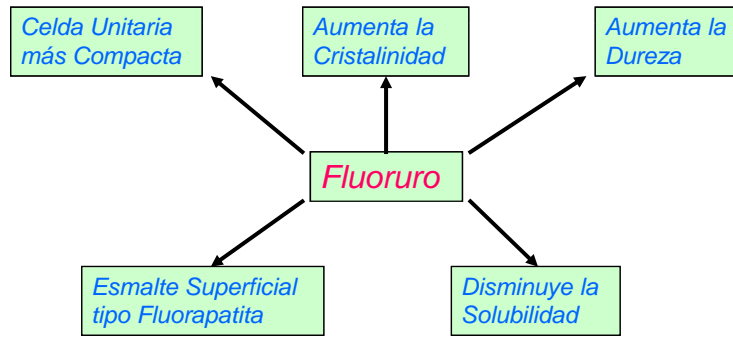 Celda Unitaria
más Compacta
Aumenta la
Cristalinidad
Aumenta la
Dureza
Fluoruro
Esmalte Superficial
tipo Fluorapatita
Disminuye la
Solubilidad